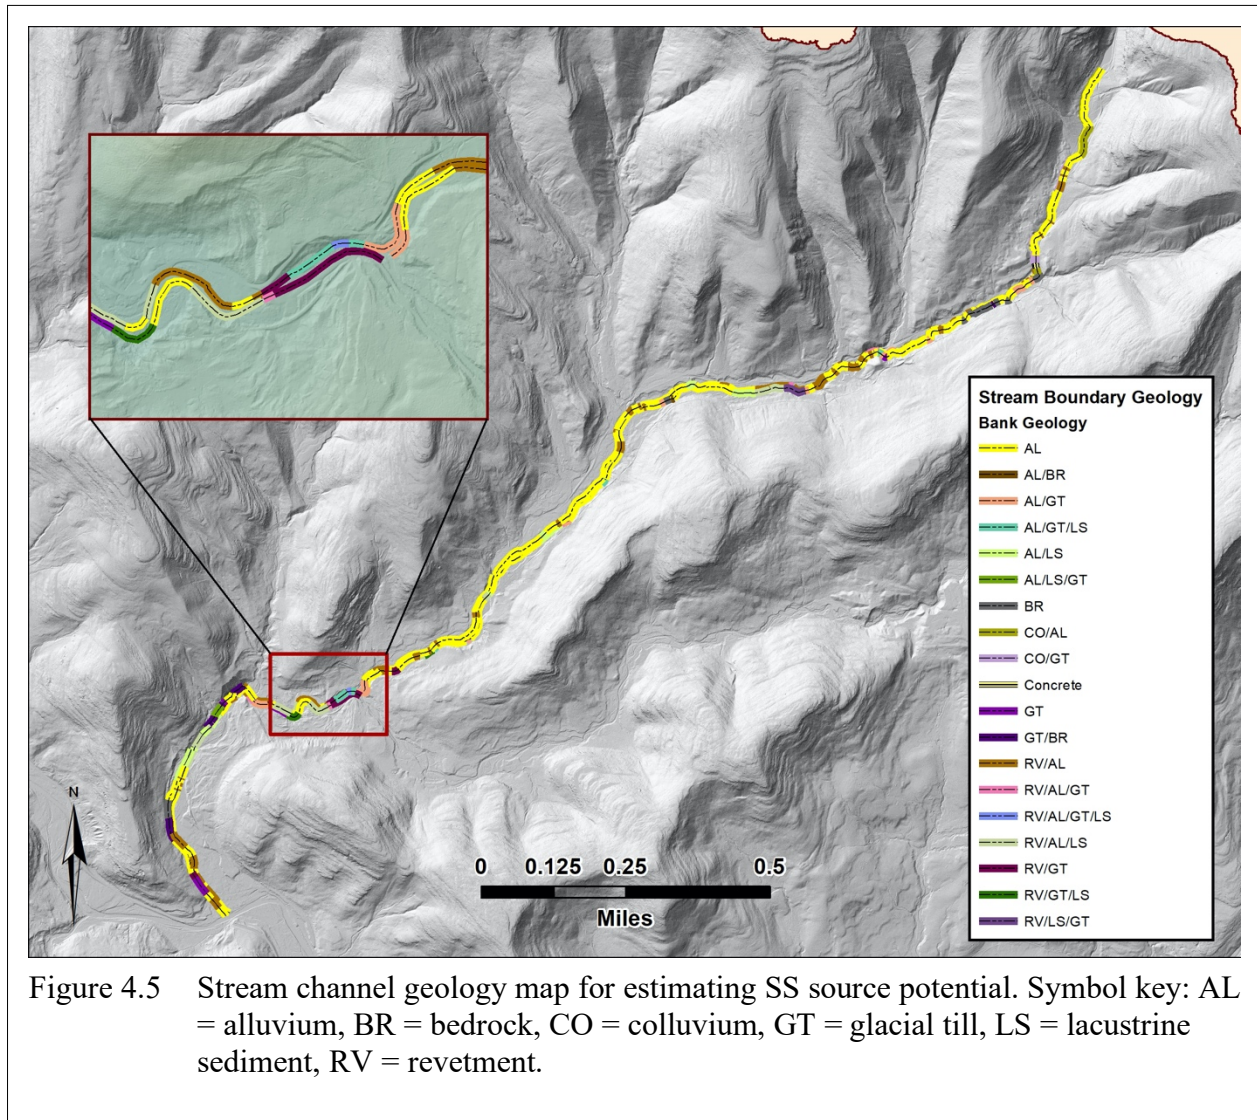 Stream Boundary Geology
Bank Geology
AL
AL/BR
AL/GT
AL/GT/LS
AL/LS
AL/LS/GT
BR
CO/AL
CO/GT
Concrete
GT
GT/BR
RV/AL
RV/AL/GT
RV/AL/GT/LS
RV/AL/LS
RV/GT
RV/GT/LS
RV/LS/GT
N
0 0.125 0.25 0.5
Miles
Figure 4.5 Stream channel geology map for estimating SS source potential. Symbol key: AL
= alluvium, BR = bedrock, CO = colluvium, GT = glacial till, LS = lacustrine
sediment, RV = revetment.